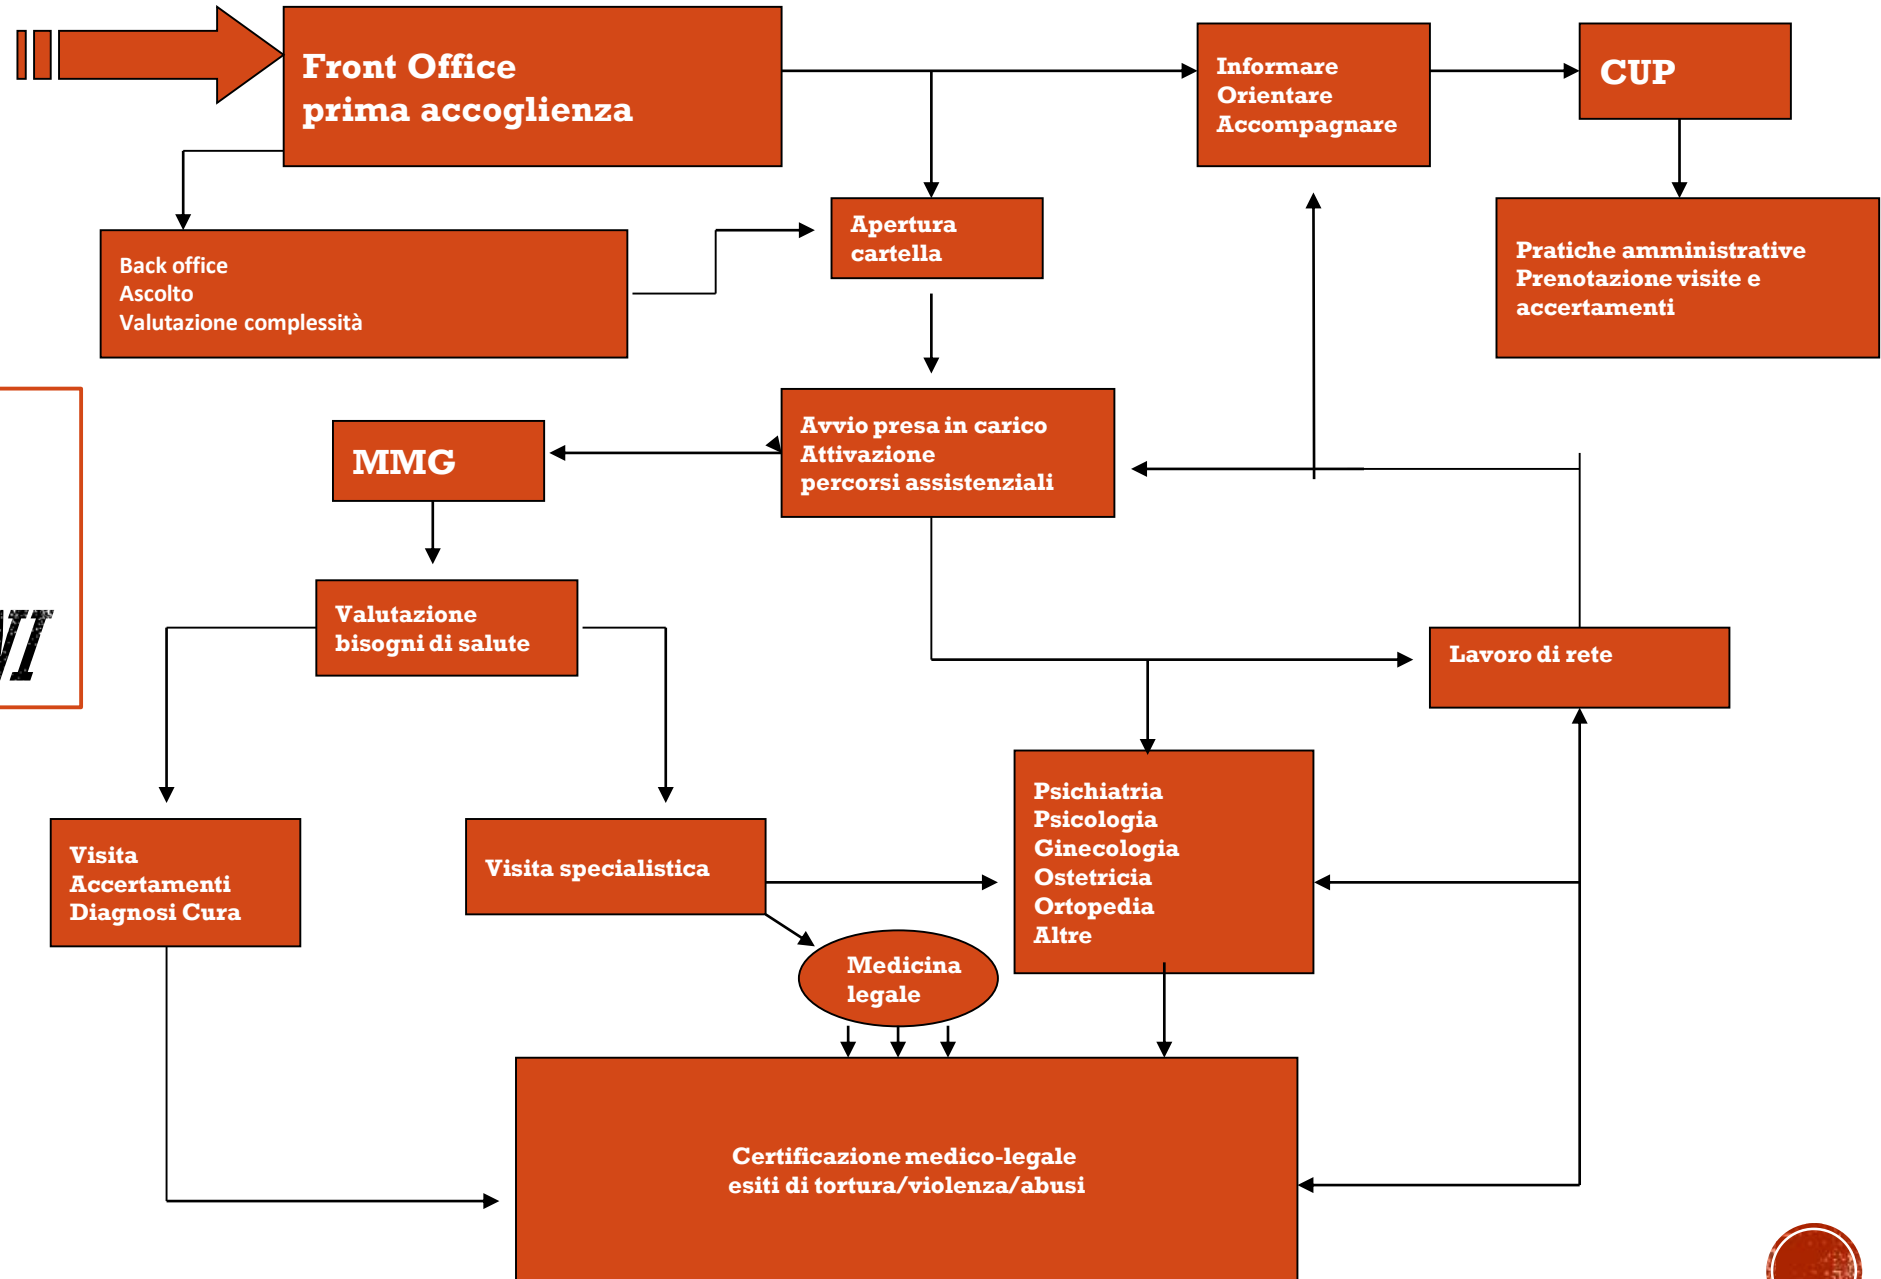 Front Office
prima accoglienza
Informare
Orientare
Accompagnare
CUP
Back office
Ascolto
Valutazione complessità
Apertura
cartella
Pratiche amministrative
Prenotazione visite e
accertamenti
MMG
Avvio presa in carico
Attivazione
percorsi assistenziali
Valutazione
bisogni di salute
Lavoro di rete
Visita
Accertamenti
Diagnosi Cura
Visita specialistica
Psichiatria
Psicologia
Ginecologia
Ostetricia
Ortopedia
Altre
Medicina
legale
Certificazione medico-legale
esiti di tortura/violenza/abusi